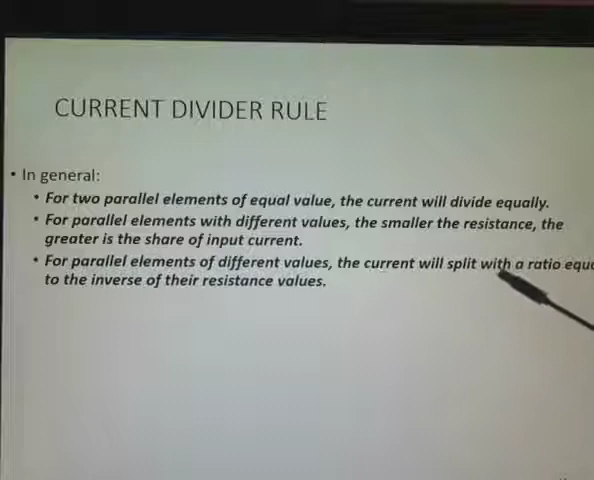 CURRENT DIVIDER RULE
• In general:
• For two parallel elements of equal value, the current will divide equally.
• For parallel elements with different values, the smaller the resistance, the
greater is the share of input current.
• For parallel elements of different values, the current will split with a ratio equa
to the inverse of their resistance values.